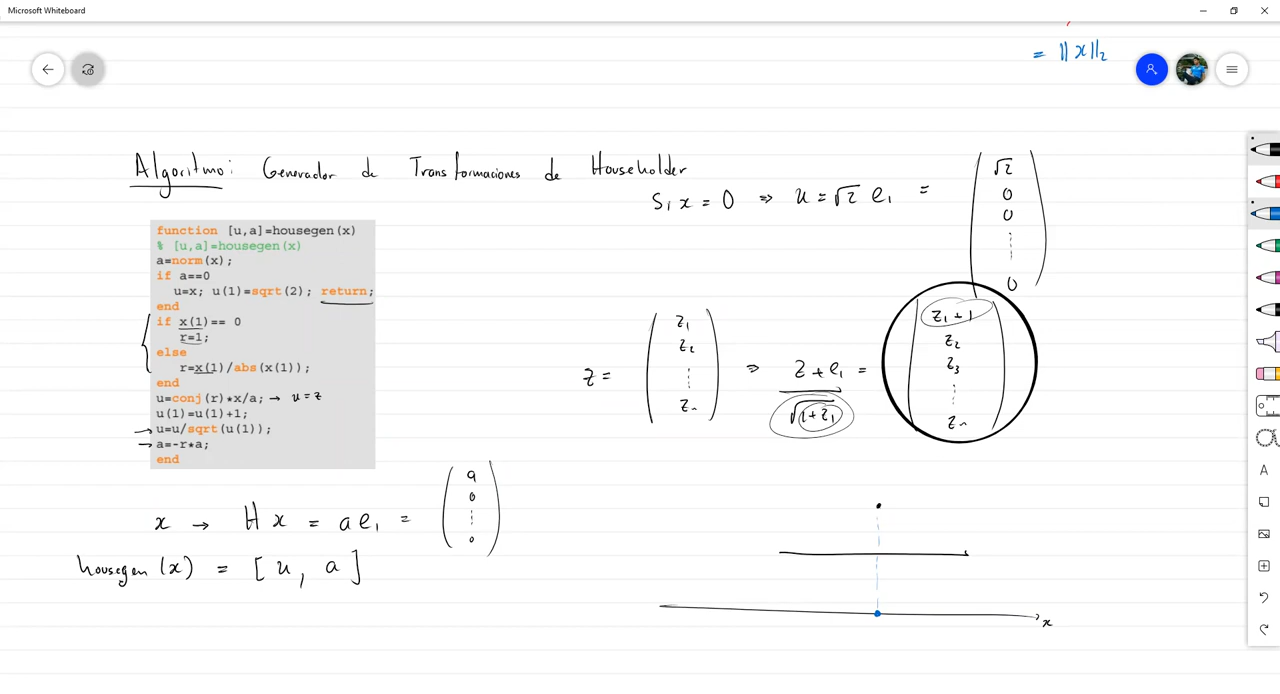 Microsoft Whiteboard
= ||x||₂
Algoritmo: Generador de Transformaciones de Householder
Si x = 0 ⇒ u = √2 e₁ = ( √2 0 0 ⋮ 0 )
function [u,a]=housegen(x)
% [u,a]=housegen(x)
a=norm(x);
if a==0
u=x; u(1)=sqrt(2); return;
end
if x(1)== 0
r=1;
else
r=x(1)/abs(x(1));
end
u=conj(r)*x/a; → u = z
u(1)=u(1)+1;
u=u/sqrt(u(1));
a=-r*a;
end
z = ( z₁ z₂ ⋮ zₙ ) ⇒ z + e₁ / √(1+z₁) = ( z₁+1 z₂ z₃ ⋮ zₙ )
x → Hx = a e₁ = ( a 0 ⋮ 0 )
housegen(x) = [ u, a ]
x
A